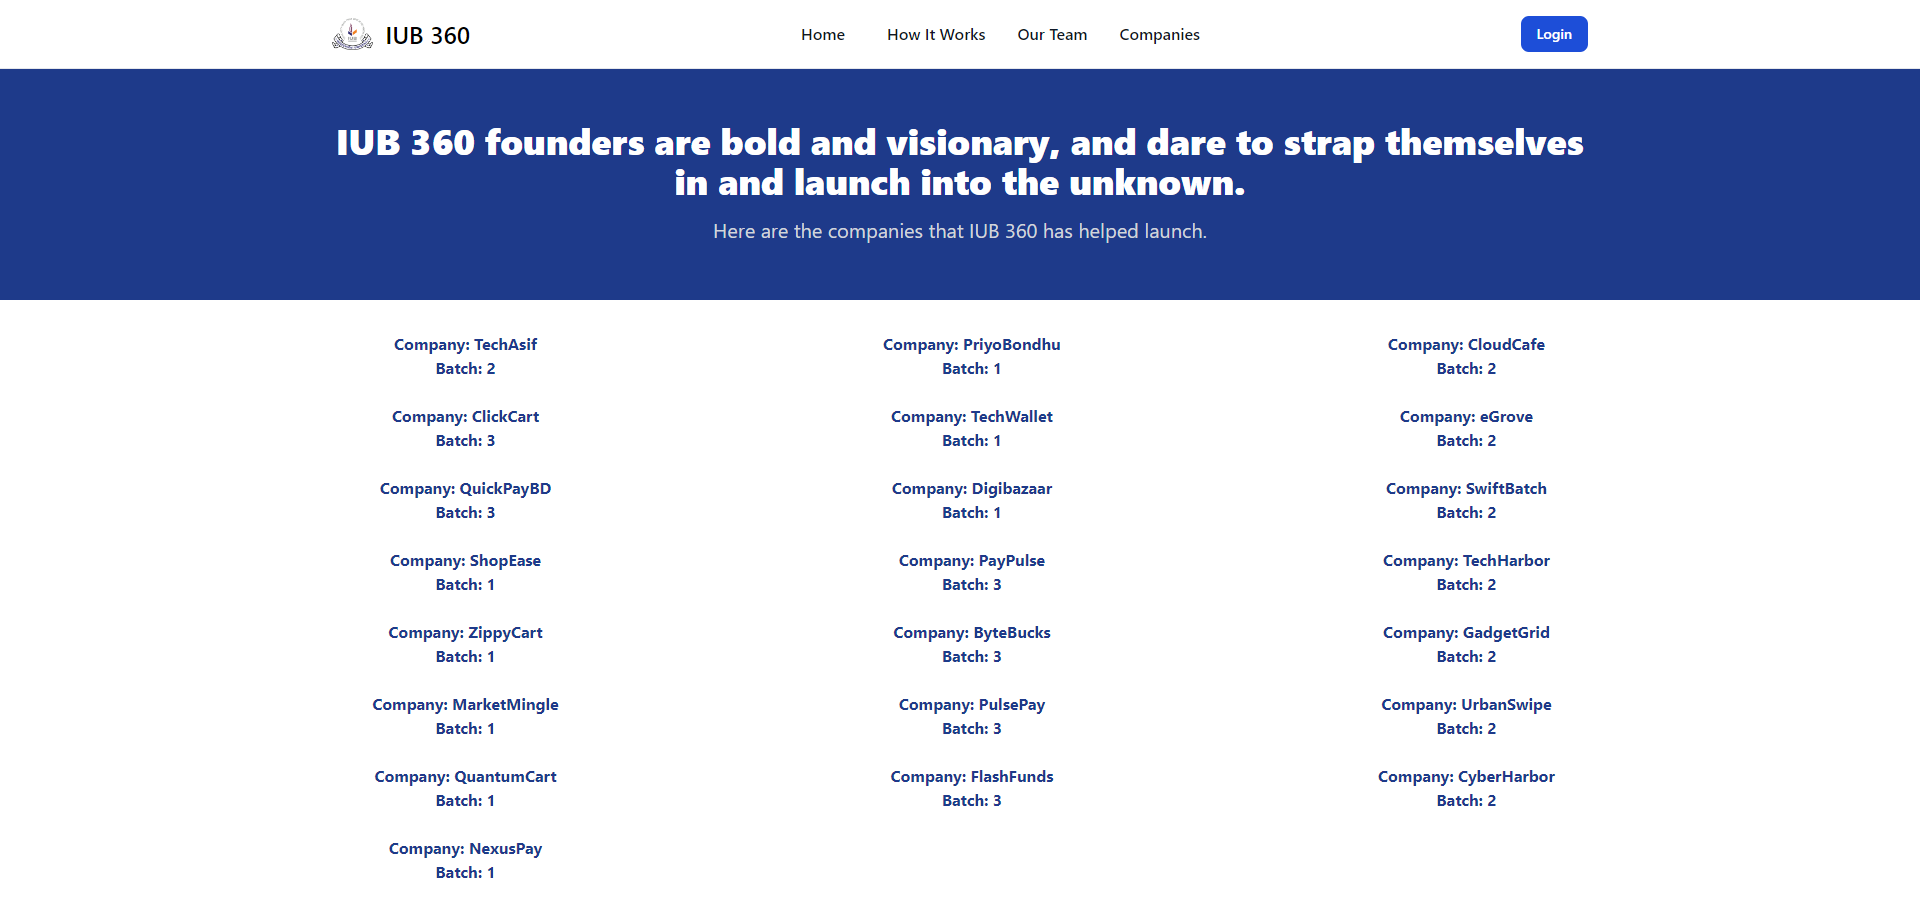 IUB 360
Home
How It Works
Our Team
Companies
Login
IUB 360 founders are bold and visionary, and dare to strap themselves
in and launch into the unknown.
Here are the companies that IUB 360 has helped launch.
Company: TechAsif
Batch: 2
Company: PriyoBondhu
Batch: 1
Company: CloudCafe
Batch: 2
Company: ClickCart
Batch: 3
Company: TechWallet
Batch: 1
Company: eGrove
Batch: 2
Company: QuickPayBD
Batch: 3
Company: Digibazaar
Batch: 1
Company: SwiftBatch
Batch: 2
Company: ShopEase
Batch: 1
Company: PayPulse
Batch: 3
Company: TechHarbor
Batch: 2
Company: ZippyCart
Batch: 1
Company: ByteBucks
Batch: 3
Company: GadgetGrid
Batch: 2
Company: MarketMingle
Batch: 1
Company: PulsePay
Batch: 3
Company: UrbanSwipe
Batch: 2
Company: QuantumCart
Batch: 1
Company: FlashFunds
Batch: 3
Company: CyberHarbor
Batch: 2
Company: NexusPay
Batch: 1